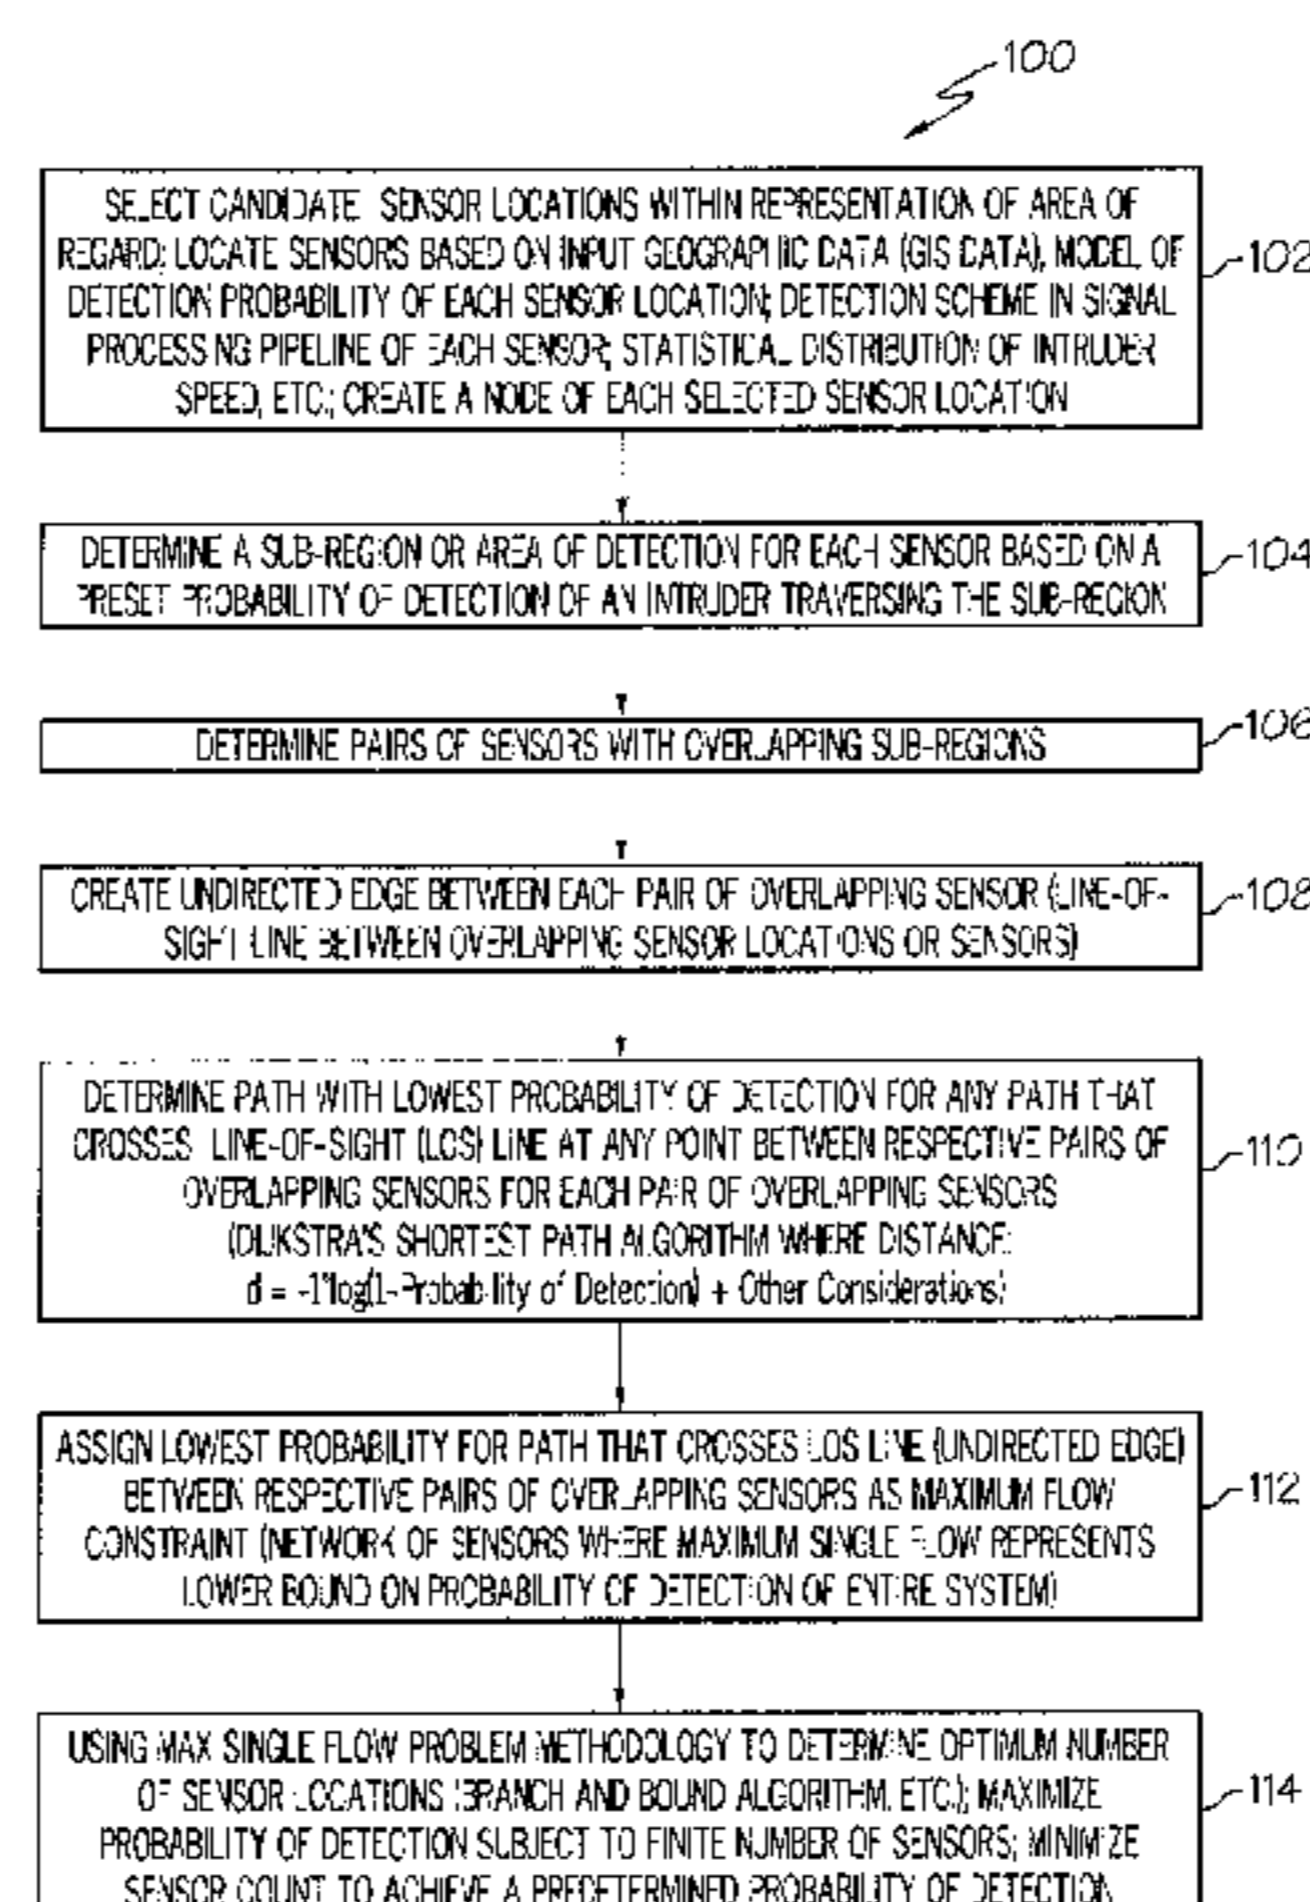 100
SELECT CANDIDATE SENSOR LOCATIONS WITHIN REPRESENTATION OF AREA OF
REGARD; LOCATE SENSORS BASED ON INPUT GEOGRAPHIC DATA (GIS DATA), MODEL OF
DETECTION PROBABILITY OF EACH SENSOR LOCATION; DETECTION SCHEME IN SIGNAL
PROCESSING PIPELINE OF EACH SENSOR; STATISTICAL DISTRIBUTION OF INTRUDER
SPEED, ETC.; CREATE A NODE OF EACH SELECTED SENSOR LOCATION
102
DETERMINE A SUB-REGION OR AREA OF DETECTION FOR EACH SENSOR BASED ON A
PRESET PROBABILITY OF DETECTION OF AN INTRUDER TRAVERSING THE SUB-REGION
104
DETERMINE PAIRS OF SENSORS WITH OVERLAPPING SUB-REGIONS
106
CREATE UNDIRECTED EDGE BETWEEN EACH PAIR OF OVERLAPPING SENSOR (LINE-OF-
SIGHT LINE BETWEEN OVERLAPPING SENSOR LOCATIONS OR SENSORS)
108
DETERMINE PATH WITH LOWEST PROBABILITY OF DETECTION FOR ANY PATH THAT
CROSSES LINE-OF-SIGHT (LOS) LINE AT ANY POINT BETWEEN RESPECTIVE PAIRS OF
OVERLAPPING SENSORS FOR EACH PAIR OF OVERLAPPING SENSORS
(DIJKSTRA'S SHORTEST PATH ALGORITHM WHERE DISTANCE:
d = -1*log(1-Probability of Detection) + Other Considerations)
110
ASSIGN LOWEST PROBABILITY FOR PATH THAT CROSSES LOS LINE (UNDIRECTED EDGE)
BETWEEN RESPECTIVE PAIRS OF OVERLAPPING SENSORS AS MAXIMUM FLOW
CONSTRAINT (NETWORK OF SENSORS WHERE MAXIMUM SINGLE FLOW REPRESENTS
LOWER BOUND ON PROBABILITY OF DETECTION OF ENTIRE SYSTEM)
112
USING MAX SINGLE FLOW PROBLEM METHODOLOGY TO DETERMINE OPTIMUM NUMBER
OF SENSOR LOCATIONS (BRANCH AND BOUND ALGORITHM, ETC.); MAXIMIZE
PROBABILITY OF DETECTION SUBJECT TO FINITE NUMBER OF SENSORS; MINIMIZE
SENSOR COUNT TO ACHIEVE A PREDETERMINED PROBABILITY OF DETECTION
114